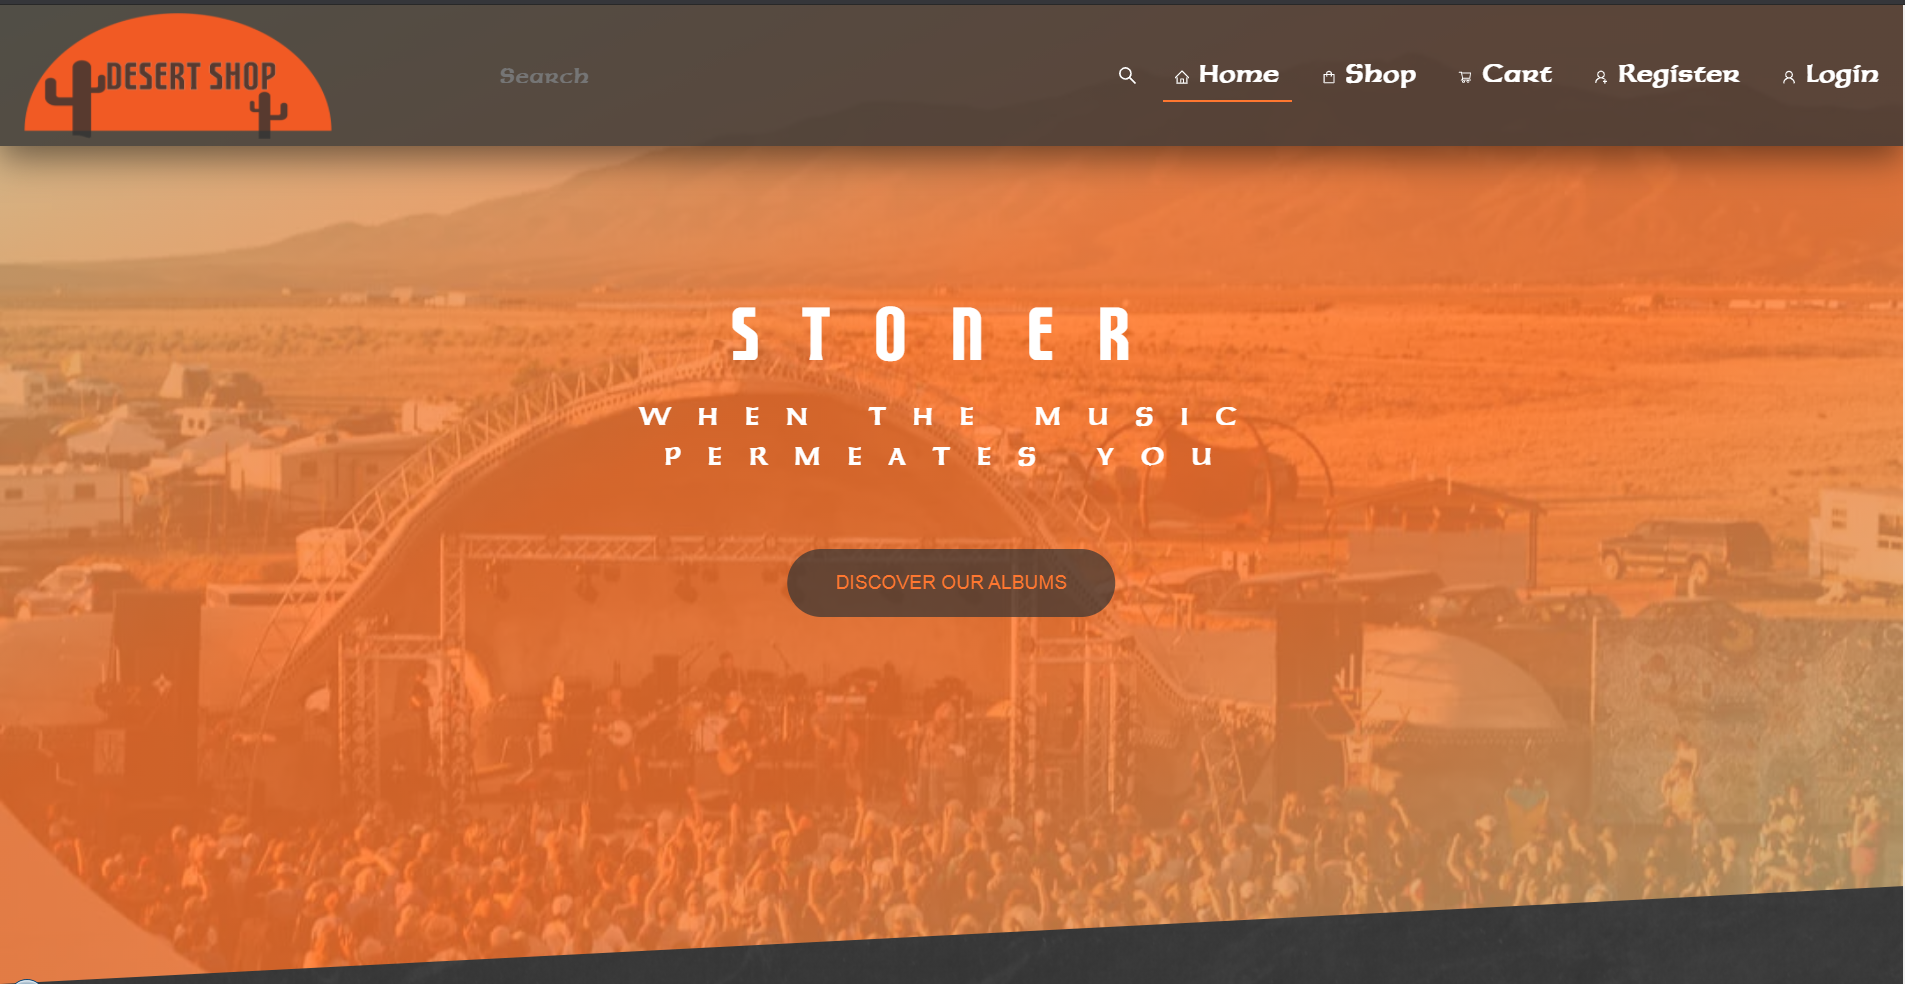 DESERT SHOP
Search
Home
Shop
Cart
Register
Login
STONER
WHEN THE MUSIC
PERMEATES YOU
DISCOVER OUR ALBUMS